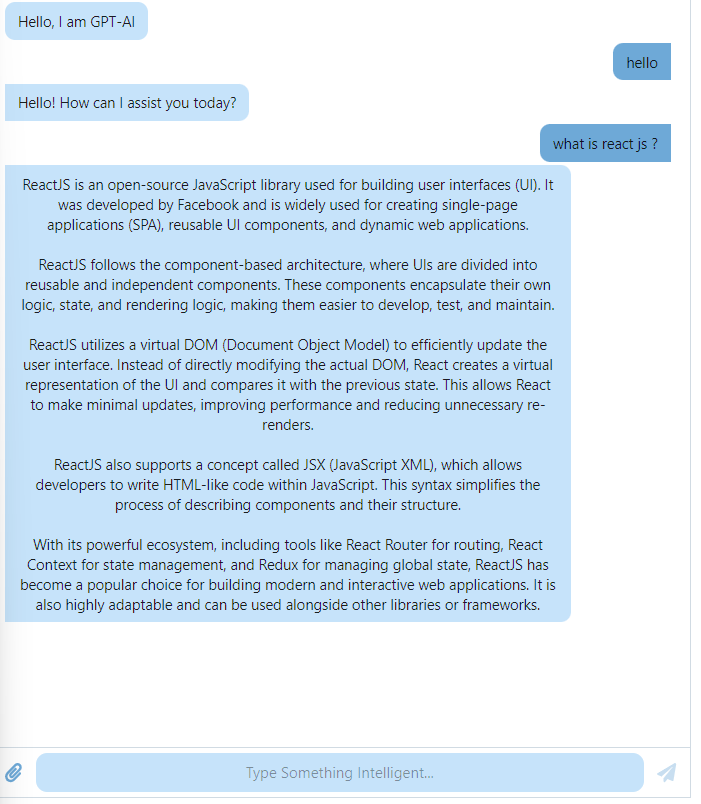 Hello, I am GPT-AI
hello
Hello! How can I assist you today?
what is react js ?
ReactJS is an open-source JavaScript library used for building user interfaces (UI). It
was developed by Facebook and is widely used for creating single-page
applications (SPA), reusable UI components, and dynamic web applications.
ReactJS follows the component-based architecture, where UIs are divided into
reusable and independent components. These components encapsulate their own
logic, state, and rendering logic, making them easier to develop, test, and maintain.
ReactJS utilizes a virtual DOM (Document Object Model) to efficiently update the
user interface. Instead of directly modifying the actual DOM, React creates a virtual
representation of the UI and compares it with the previous state. This allows React
to make minimal updates, improving performance and reducing unnecessary re-
renders.
ReactJS also supports a concept called JSX (JavaScript XML), which allows
developers to write HTML-like code within JavaScript. This syntax simplifies the
process of describing components and their structure.
With its powerful ecosystem, including tools like React Router for routing, React
Context for state management, and Redux for managing global state, ReactJS has
become a popular choice for building modern and interactive web applications. It is
also highly adaptable and can be used alongside other libraries or frameworks.
Type Something Intelligent...